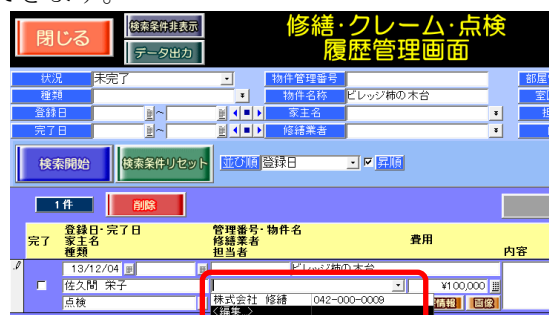 できます。
閉じる
検索条件非表示
データ出力
修繕・クレーム・点検
履歴管理画面
状況 未完了 物件管理番号 部屋
種類 物件名称 ビレッジ柿の木台
登録日 ～ 家主名
完了日 ～ 修繕業者
検索開始 検索条件リセット 並び順 登録日 昇順
1件 削除
完了 登録日・完了日 管理番号・物件名 費用 内容
家主名 修繕業者
種類 担当者
13/12/04 ビレッジ柿の木台
佐久間 栄子 ¥100,000
点検 株式会社 修繕 042-000-0009 情報 画像
<編集..>